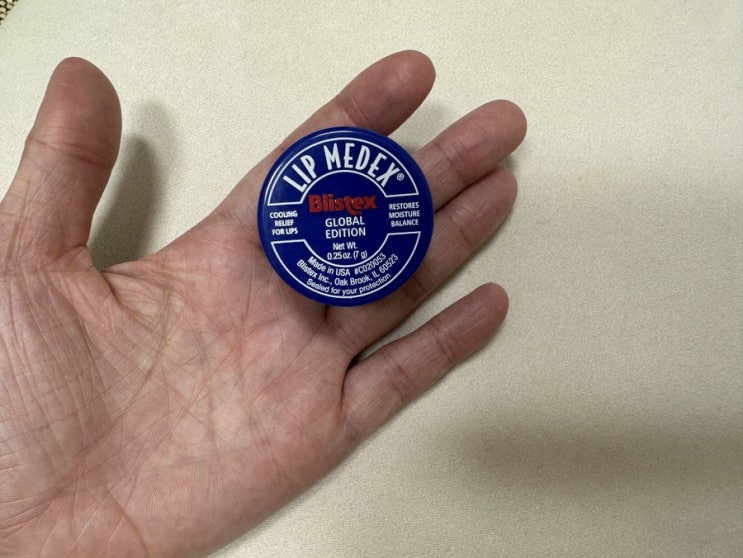 LIP MEDEX®
Blistex
COOLING
RELIEF
FOR LIPS
GLOBAL
EDITION
RESTORES
MOISTURE
BALANCE
Net Wt.
0.25 oz. (7 g)
Made in USA #C020053
Blistex Inc., Oak Brook, IL 60523
Sealed for your protection